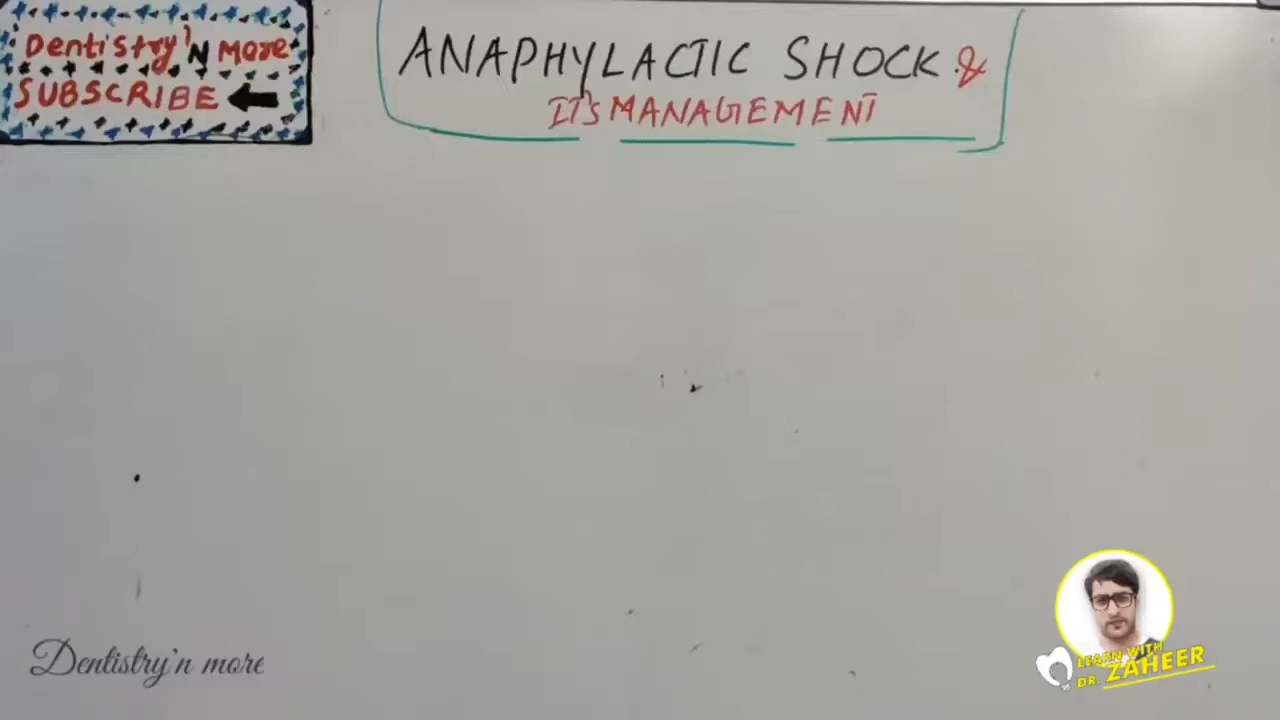 Dentistry'N More
SUBSCRIBE
ANAPHYLACTIC SHOCK &
IT'S MANAGEMENT
Dentistry'n more
LEARN WITH
DR. ZAHEER